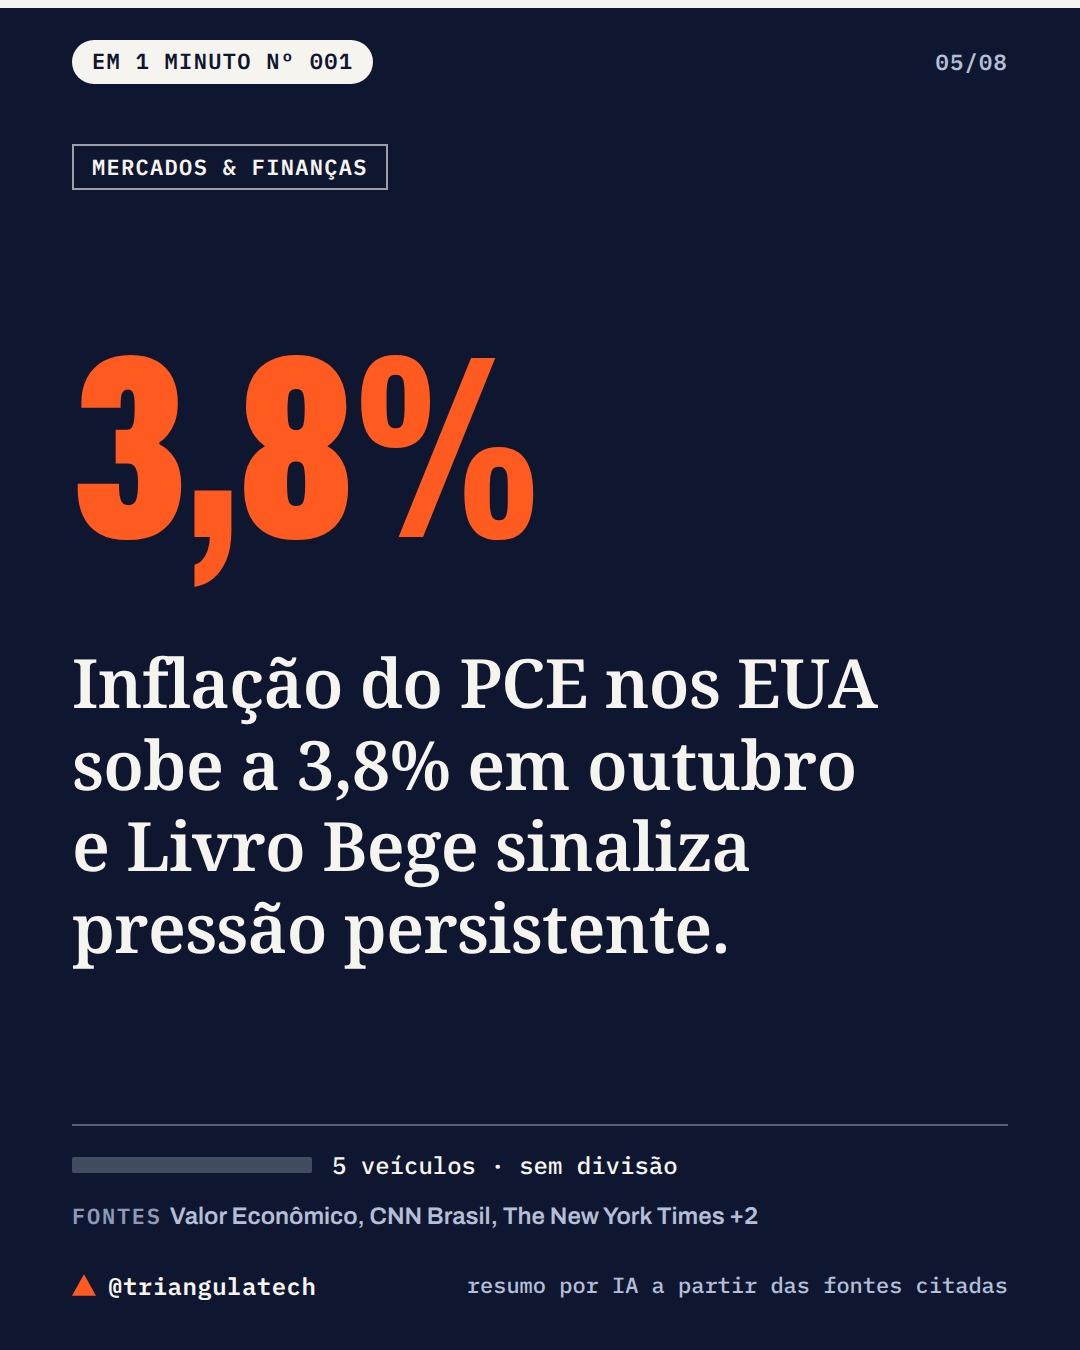 EM 1 MINUTO Nº 001
05/08
MERCADOS & FINANÇAS
3,8%
Inflação do PCE nos EUA
sobe a 3,8% em outubro
e Livro Bege sinaliza
pressão persistente.
5 veículos · sem divisão
FONTES Valor Econômico, CNN Brasil, The New York Times +2
@triangulatech
resumo por IA a partir das fontes citadas